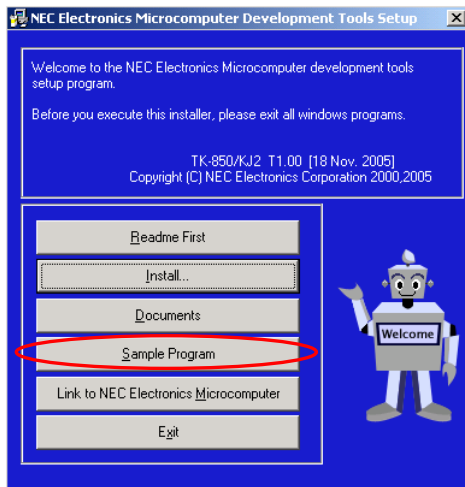 NEC Electronics Microcomputer Development Tools Setup
Welcome to the NEC Electronics Microcomputer development tools
setup program.
Before you execute this installer, please exit all windows programs.
TK-850/KJ2 T1.00 [18 Nov. 2005]
Copyright (C) NEC Electronics Corporation 2000,2005
Readme First
Install...
Documents
Sample Program
Link to NEC Electronics Microcomputer
Exit
Welcome